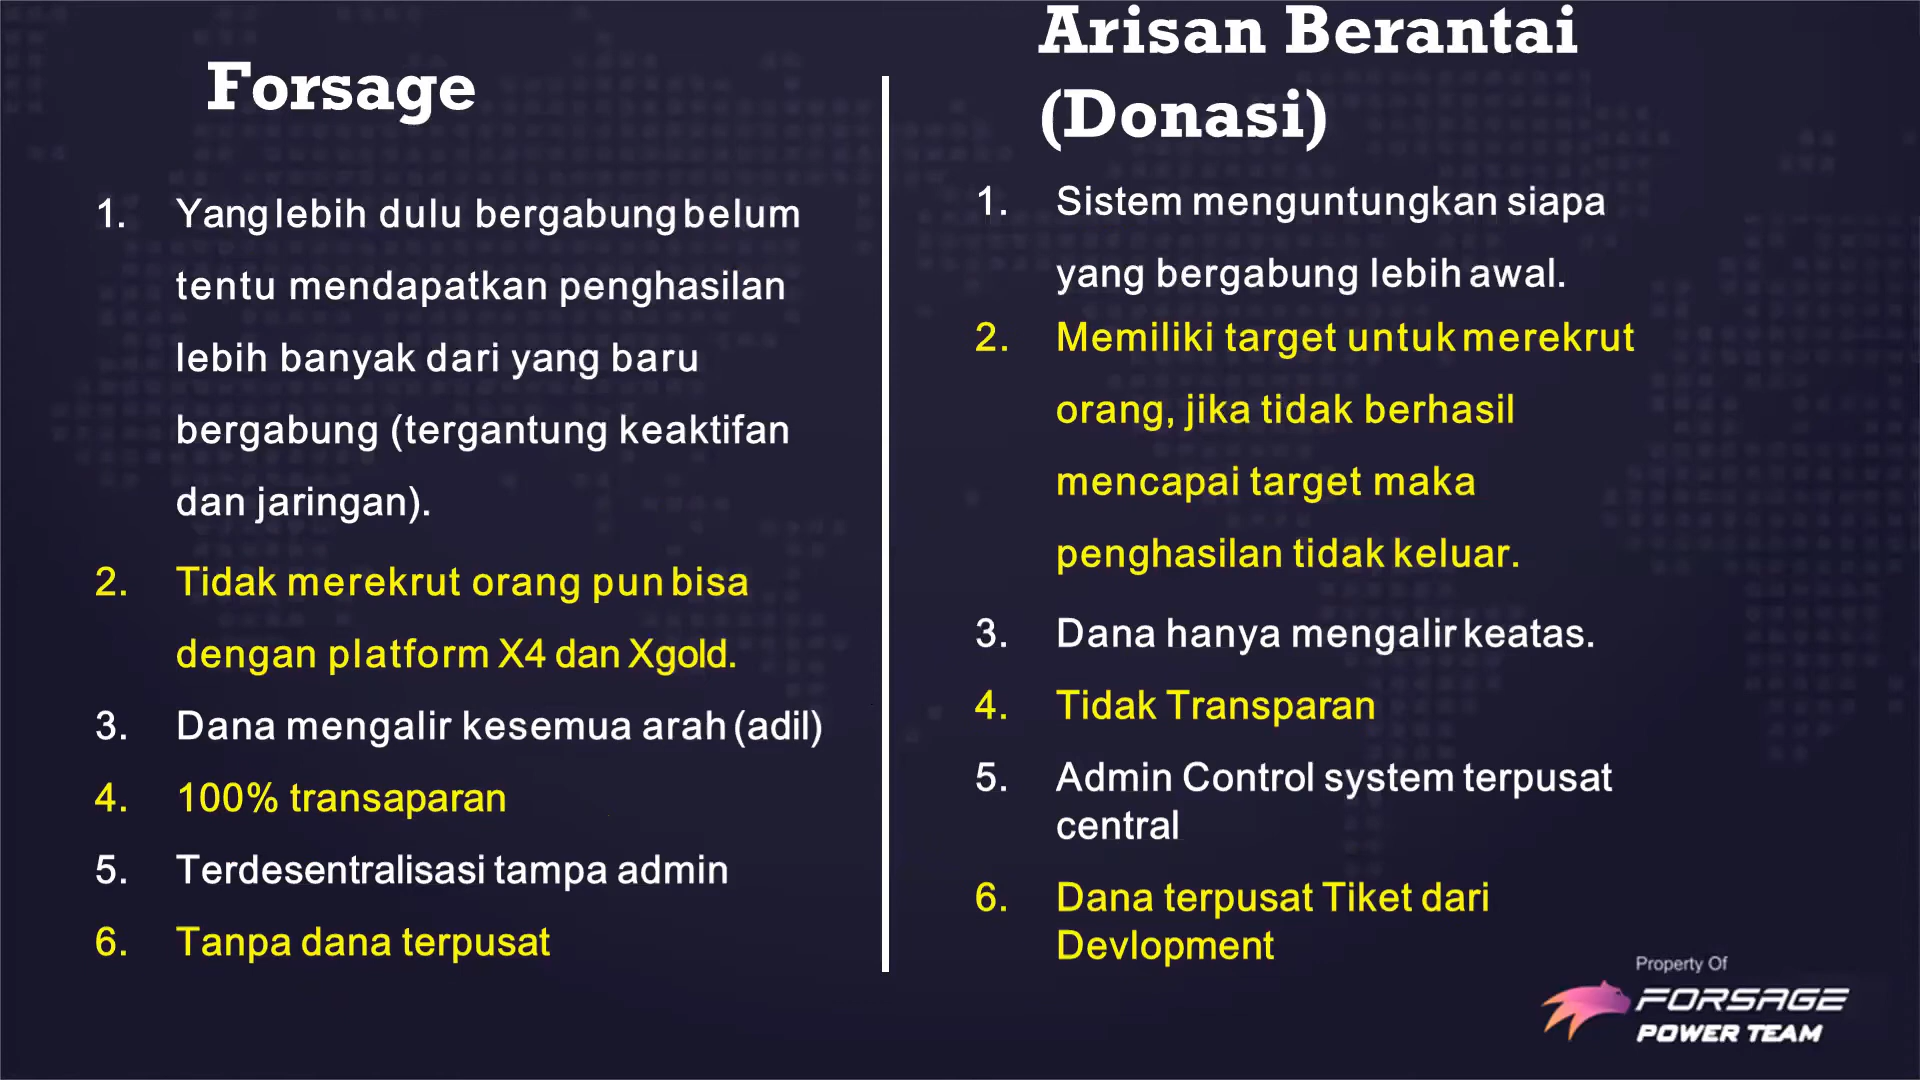 Forsage
1. Yang lebih dulu bergabung belum
tentu mendapatkan penghasilan
lebih banyak dari yang baru
bergabung (tergantung keaktifan
dan jaringan).
2. Tidak merekrut orang pun bisa
dengan platform X4 dan Xgold.
3. Dana mengalir kesemua arah (adil)
4. 100% transaparan
5. Terdesentralisasi tampa admin
6. Tanpa dana terpusat
Arisan Berantai
(Donasi)
1. Sistem menguntungkan siapa
yang bergabung lebih awal.
2. Memiliki target untuk merekrut
orang, jika tidak berhasil
mencapai target maka
penghasilan tidak keluar.
3. Dana hanya mengalir keatas.
4. Tidak Transparan
5. Admin Control system terpusat
central
6. Dana terpusat Tiket dari
Devlopment
Property Of
FORSAGE
POWER TEAM